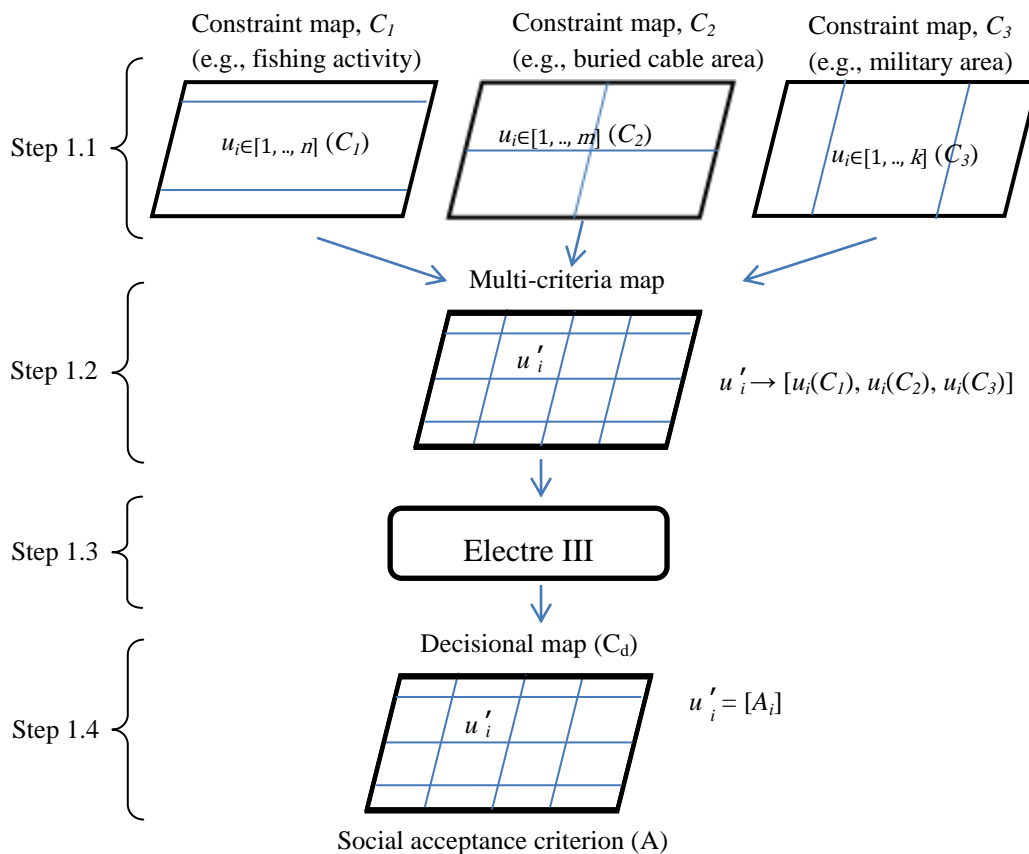 Constraint map, C1
(e.g., fishing activity)
Constraint map, C2
(e.g., buried cable area)
Constraint map, C3
(e.g., military area)
Step 1.1
ui∈[1, .., n] (C1)
ui∈[1, .., m] (C2)
ui∈[1, .., k] (C3)
Multi-criteria map
Step 1.2
u′i
u′i → [ui(C1), ui(C2), ui(C3)]
Step 1.3
Electre III
Decisional map (Cd)
Step 1.4
u′i
u′i = [Ai]
Social acceptance criterion (A)